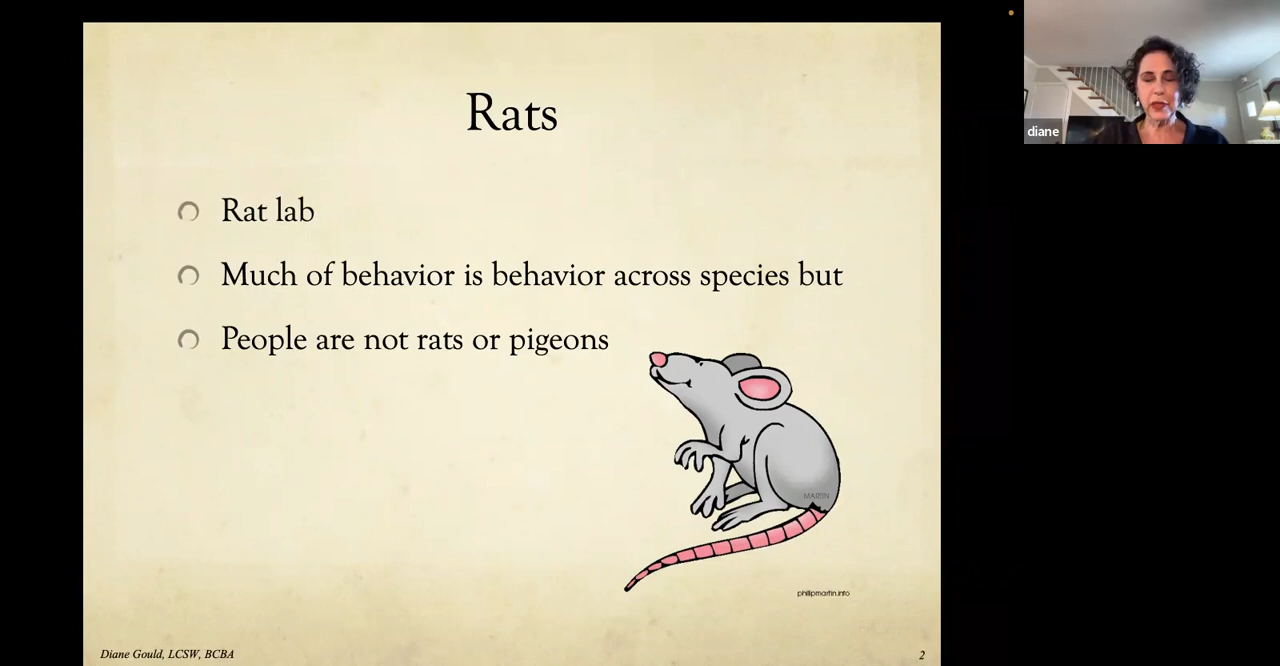 Rats
Rat lab
Much of behavior is behavior across species but
People are not rats or pigeons
MARTIN
phillipmartin.info
Diane Gould, LCSW, BCBA
2
diane